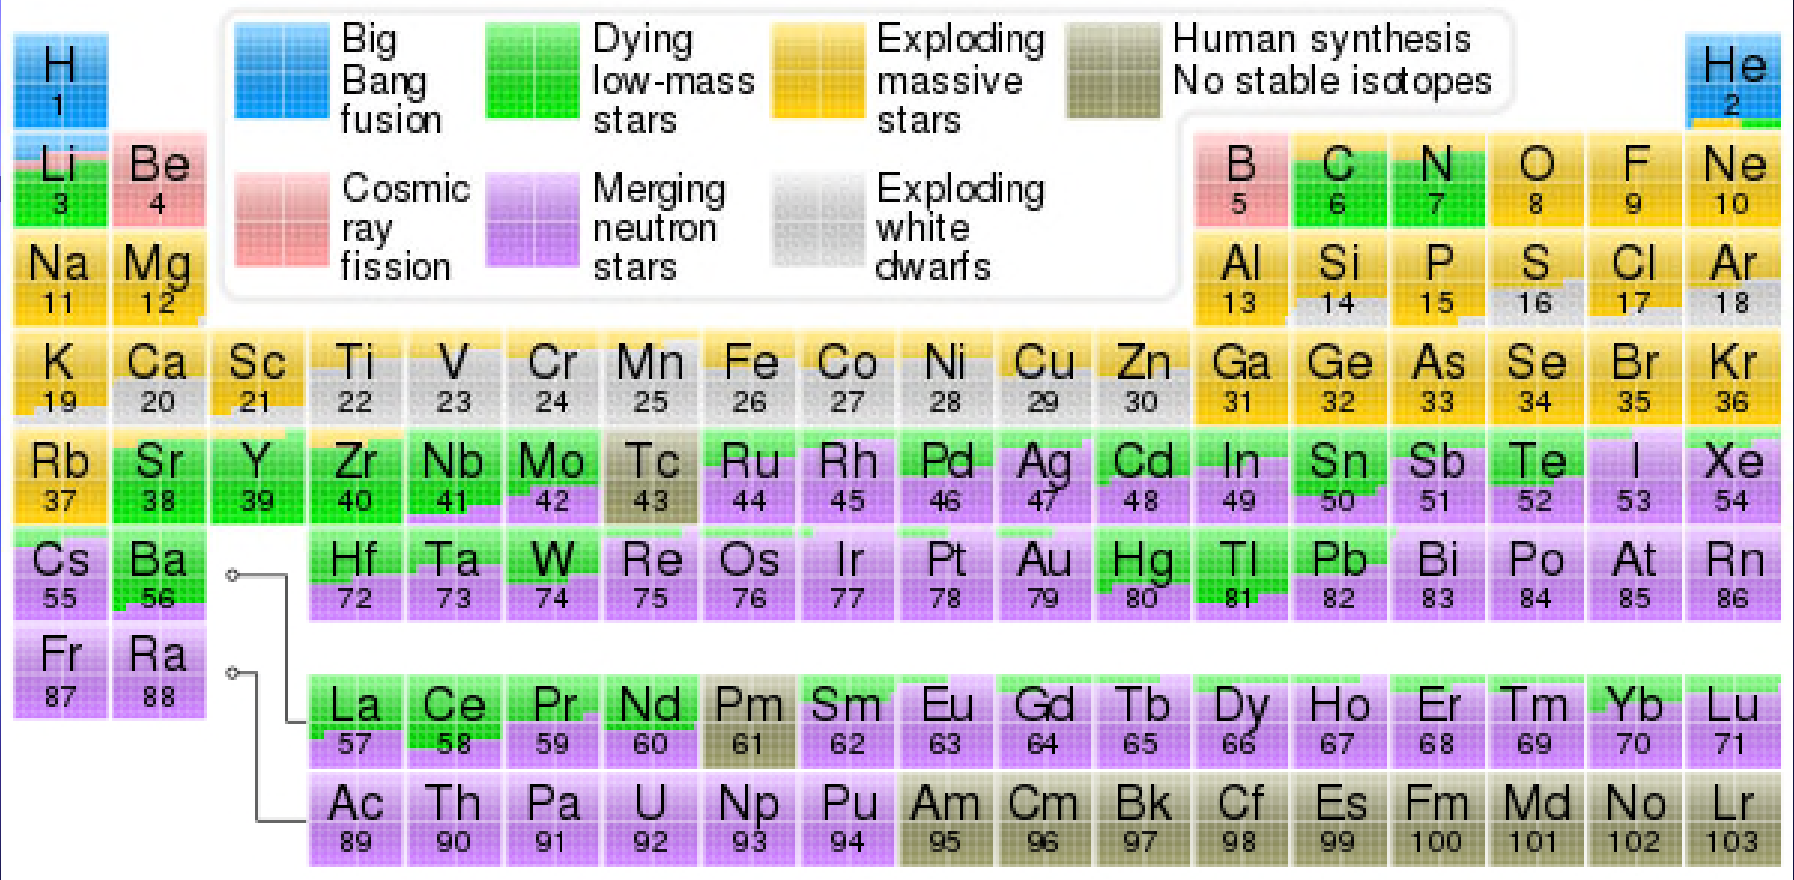 Big
Bang
fusion
Dying
low-mass
stars
Exploding
massive
stars
Human synthesis
No stable isotopes
Cosmic
ray
fission
Merging
neutron
stars
Exploding
white
dwarfs
H He
1 2
Li Be B C N O F Ne
3 4 5 6 7 8 9 10
Na Mg Al Si P S Cl Ar
11 12 13 14 15 16 17 18
K Ca Sc Ti V Cr Mn Fe Co Ni Cu Zn Ga Ge As Se Br Kr
19 20 21 22 23 24 25 26 27 28 29 30 31 32 33 34 35 36
Rb Sr Y Zr Nb Mo Tc Ru Rh Pd Ag Cd In Sn Sb Te I Xe
37 38 39 40 41 42 43 44 45 46 47 48 49 50 51 52 53 54
Cs Ba Hf Ta W Re Os Ir Pt Au Hg Tl Pb Bi Po At Rn
55 56 72 73 74 75 76 77 78 79 80 81 82 83 84 85 86
Fr Ra
87 88
La Ce Pr Nd Pm Sm Eu Gd Tb Dy Ho Er Tm Yb Lu
57 58 59 60 61 62 63 64 65 66 67 68 69 70 71
Ac Th Pa U Np Pu Am Cm Bk Cf Es Fm Md No Lr
89 90 91 92 93 94 95 96 97 98 99 100 101 102 103